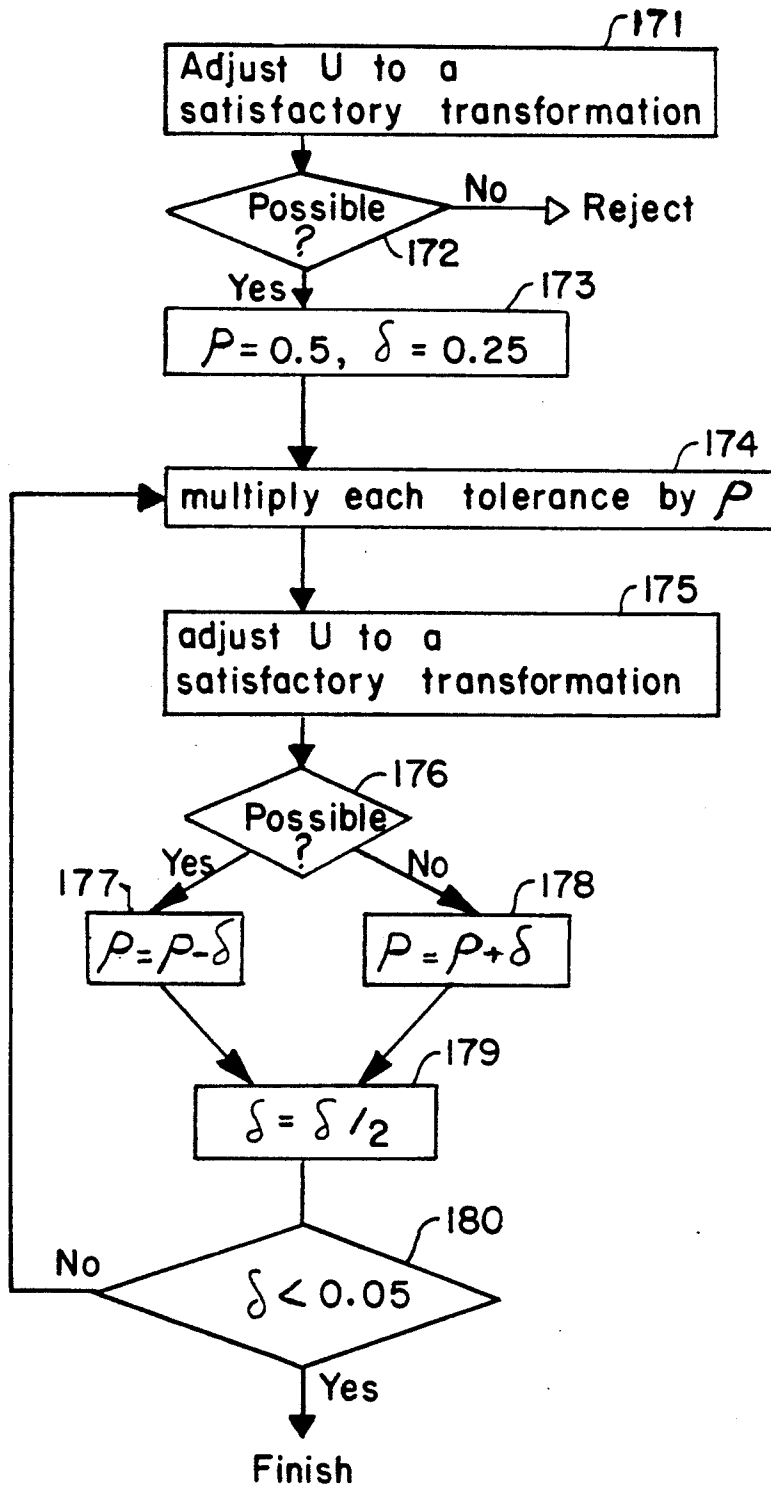 171
Adjust U to a
satisfactory transformation
Possible
?
No
Reject
172
Yes
173
ρ = 0.5, δ = 0.25
174
multiply each tolerance by ρ
175
adjust U to a
satisfactory transformation
176
Possible
?
Yes
No
177
178
ρ = ρ - δ
ρ = ρ + δ
179
δ = δ /2
180
No
δ < 0.05
Yes
Finish